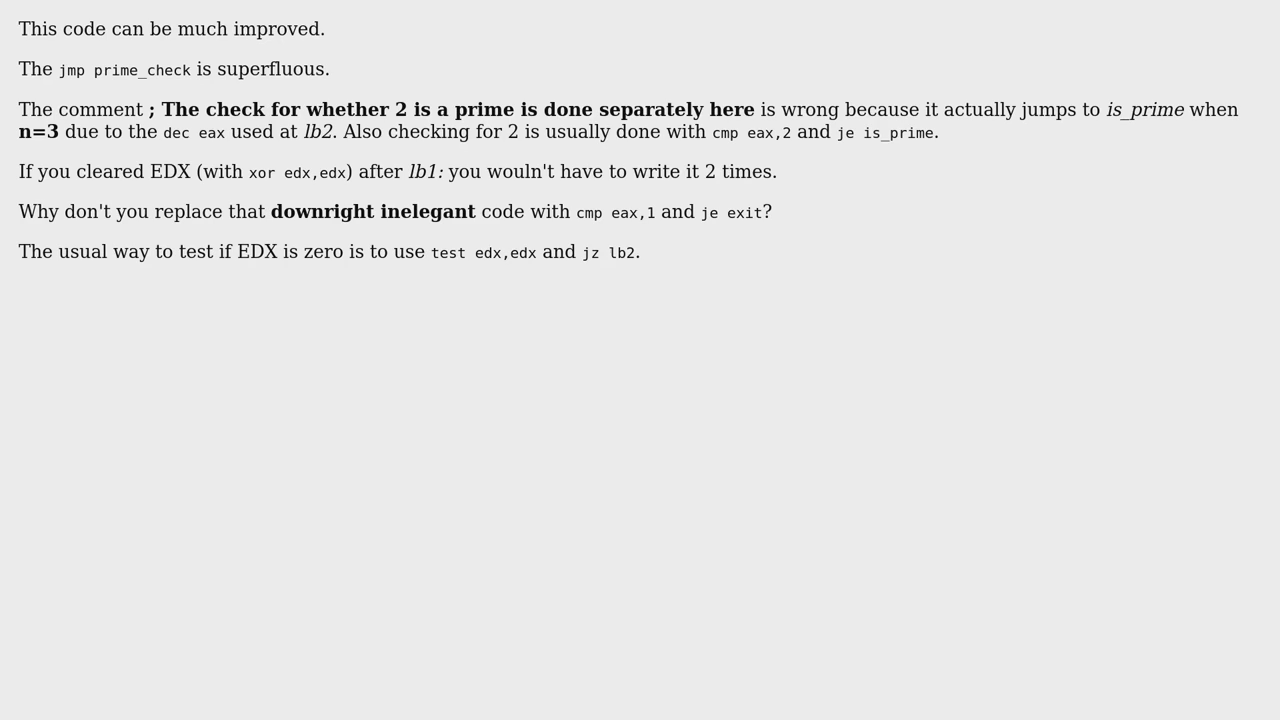 This code can be much improved.
The jmp prime_check is superfluous.
The comment ; The check for whether 2 is a prime is done separately here is wrong because it actually jumps to is_prime when
n=3 due to the dec eax used at lb2. Also checking for 2 is usually done with cmp eax,2 and je is_prime.
If you cleared EDX (with xor edx,edx) after lb1: you wouln't have to write it 2 times.
Why don't you replace that downright inelegant code with cmp eax,1 and je exit?
The usual way to test if EDX is zero is to use test edx,edx and jz lb2.